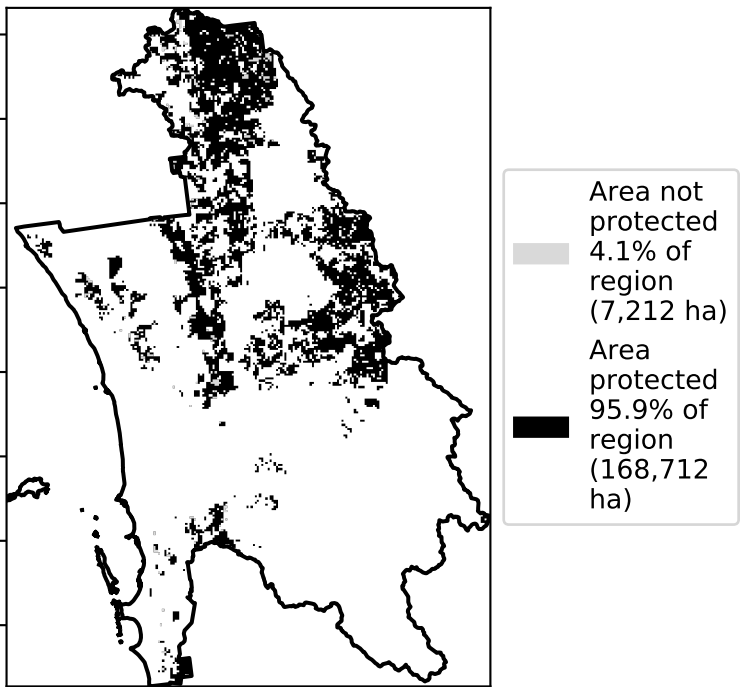 Area not
protected
4.1% of
region
(7,212 ha)
Area
protected
95.9% of
region
(168,712
ha)